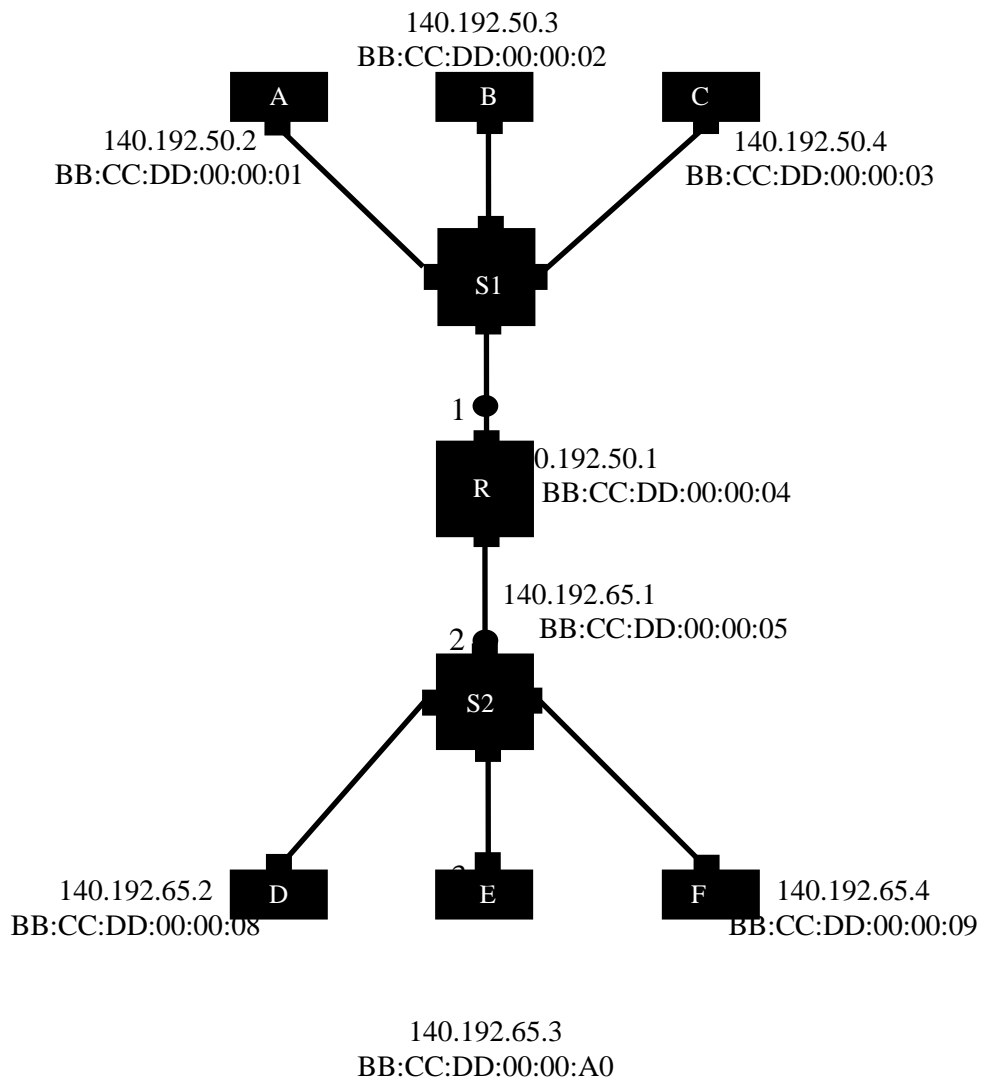 140.192.50.3
BB:CC:DD:00:00:02
A
B
C
140.192.50.2
BB:CC:DD:00:00:01
140.192.50.4
BB:CC:DD:00:00:03
S1
1
0.192.50.1
R
BB:CC:DD:00:00:04
140.192.65.1
BB:CC:DD:00:00:05
2
S2
140.192.65.2
BB:CC:DD:00:00:08
D
E
F
140.192.65.4
BB:CC:DD:00:00:09
140.192.65.3
BB:CC:DD:00:00:A0